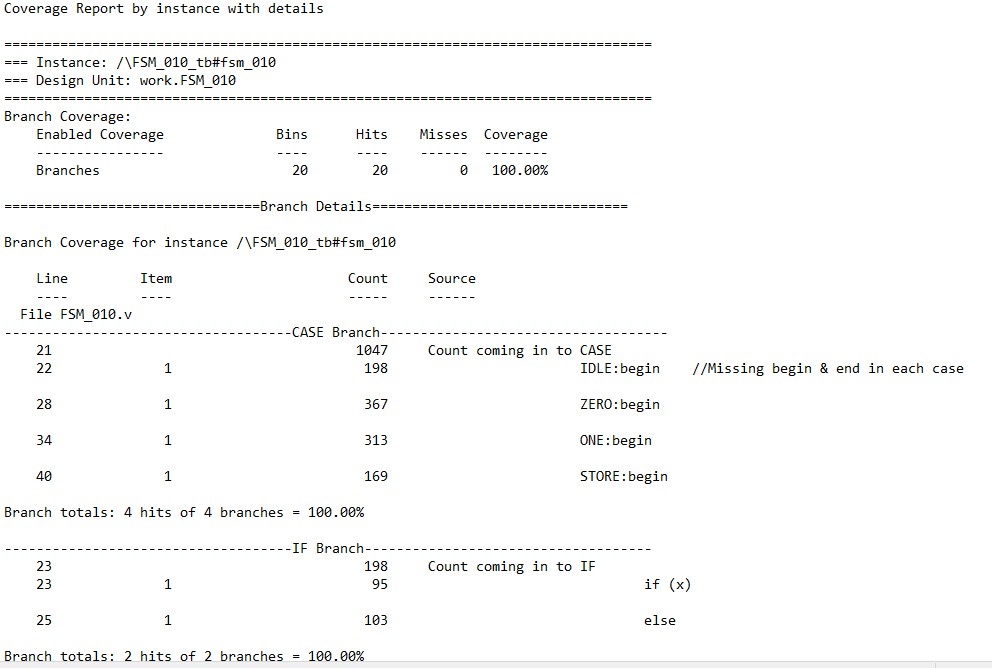 Coverage Report by instance with details
=================================================================================
=== Instance: /\FSM_010_tb#fsm_010
=== Design Unit: work.FSM_010
=================================================================================
Branch Coverage:
    Enabled Coverage              Bins      Hits    Misses  Coverage
    ----------------              ----      ----    ------  --------
    Branches                        20        20         0   100.00%
================================Branch Details================================
Branch Coverage for instance /\FSM_010_tb#fsm_010
    Line         Item                      Count     Source
    ----         ----                      -----     ------
  File FSM_010.v
------------------------------------CASE Branch------------------------------------
    21                                      1047     Count coming in to CASE
    22              1                        198                        IDLE:begin    //Missing begin & end in each case
    28              1                        367                        ZERO:begin
    34              1                        313                        ONE:begin
    40              1                        169                        STORE:begin
Branch totals: 4 hits of 4 branches = 100.00%
------------------------------------IF Branch------------------------------------
    23                                       198     Count coming in to IF
    23              1                         95                                if (x)
    25              1                        103                                else
Branch totals: 2 hits of 2 branches = 100.00%